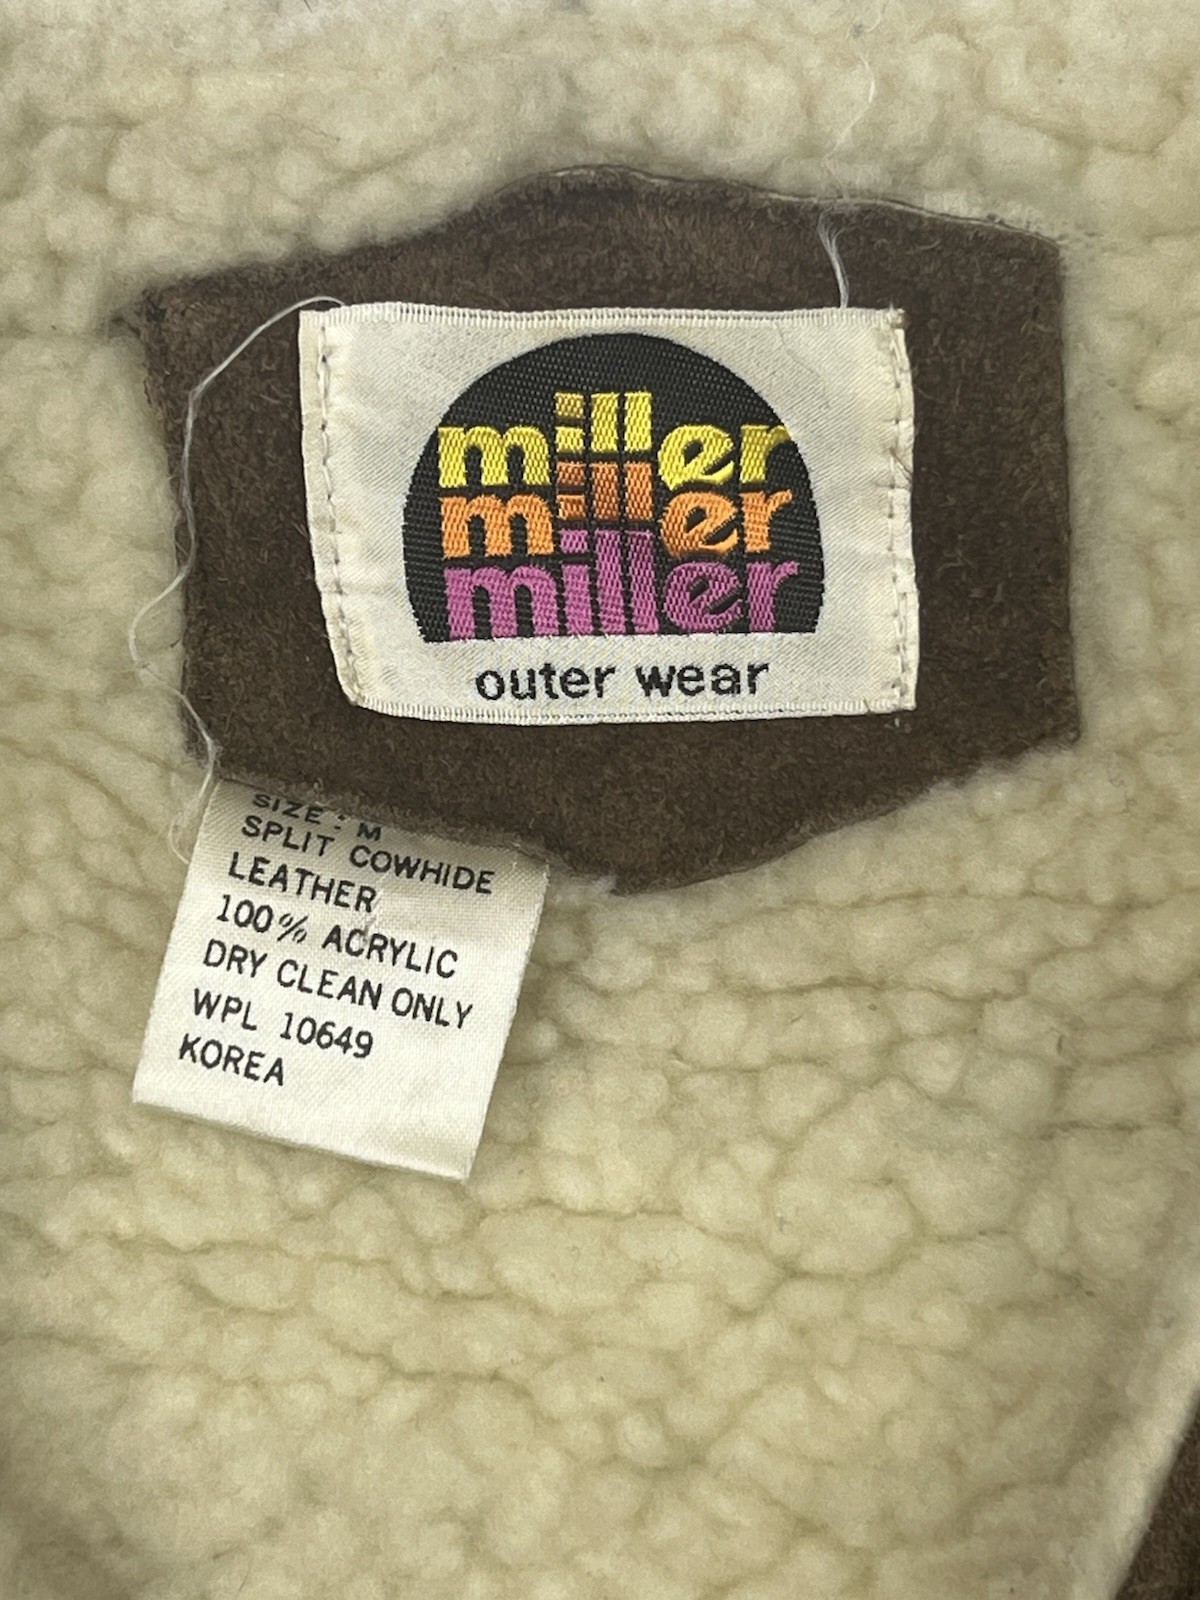 miller
miller
miller
outer wear
SIZE : M
SPLIT COWHIDE
LEATHER
100% ACRYLIC
DRY CLEAN ONLY
WPL 10649
KOREA